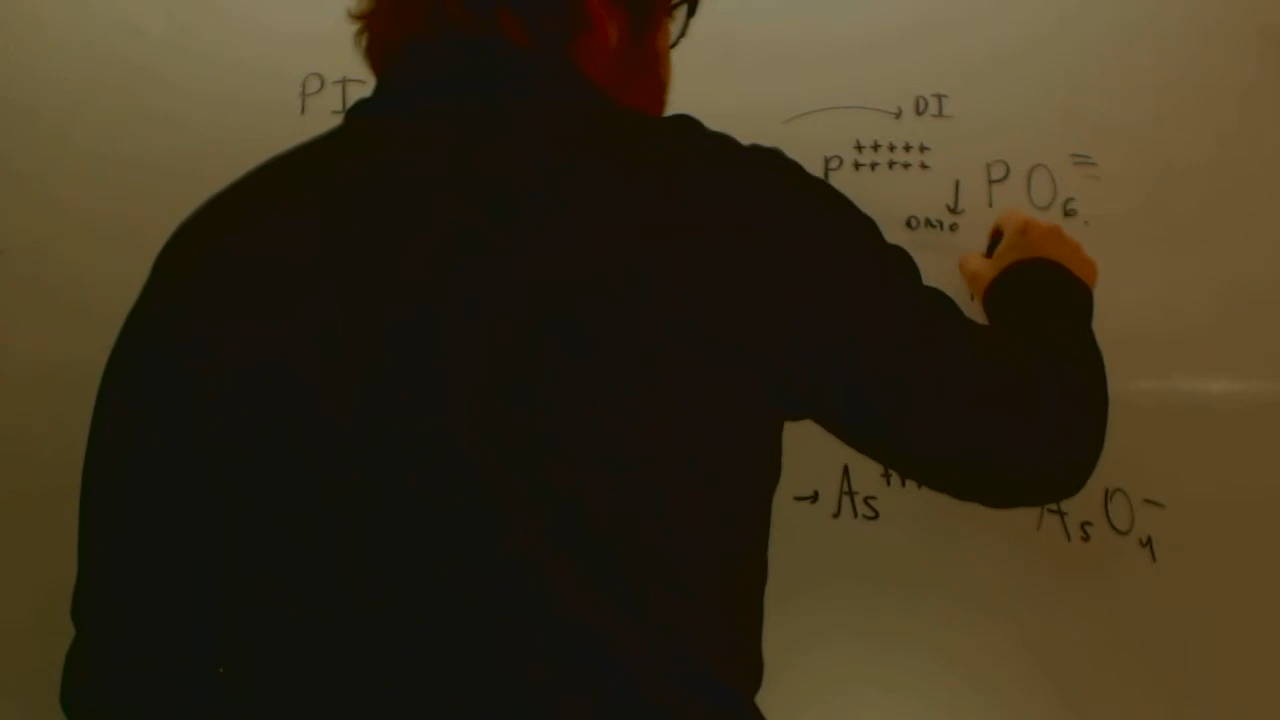 PI
DI
P +++++ +++++
↓ PO6
→ As +++
AsO4 -